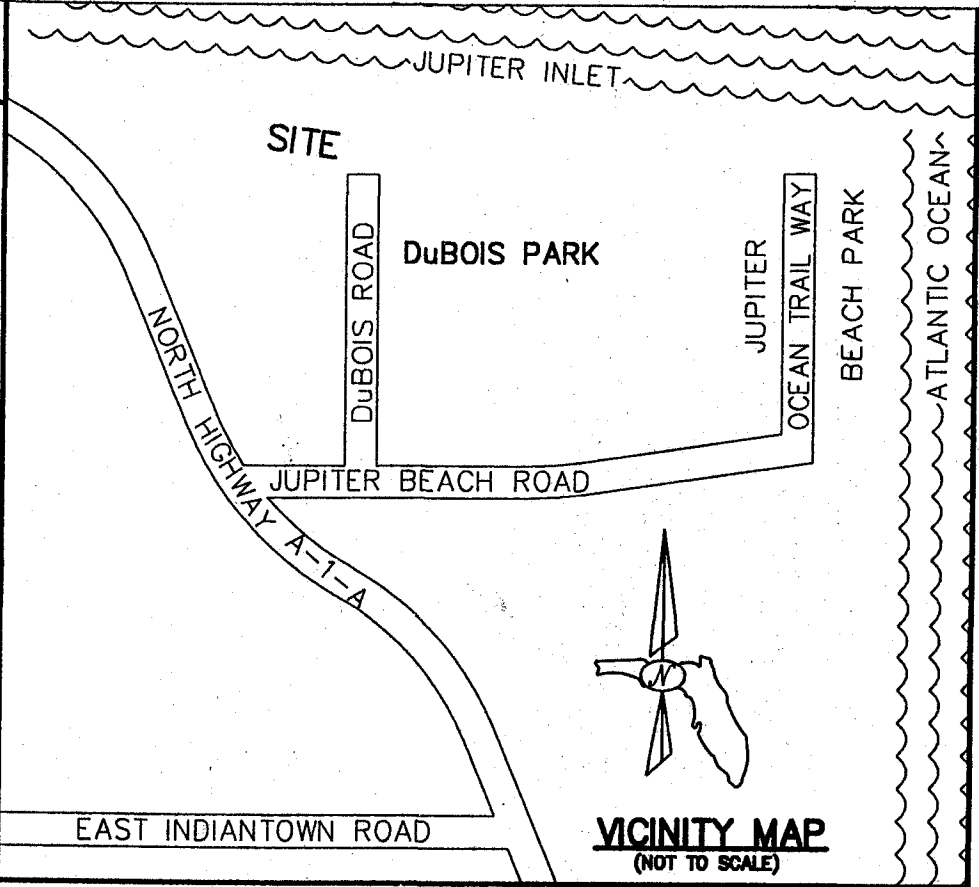 JUPITER INLET
SITE
DuBOIS ROAD
DuBOIS PARK
JUPITER
OCEAN TRAIL WAY
BEACH PARK
ATLANTIC OCEAN
NORTH HIGHWAY A-1-A
JUPITER BEACH ROAD
N
EAST INDIANTOWN ROAD
VICINITY MAP
(NOT TO SCALE)